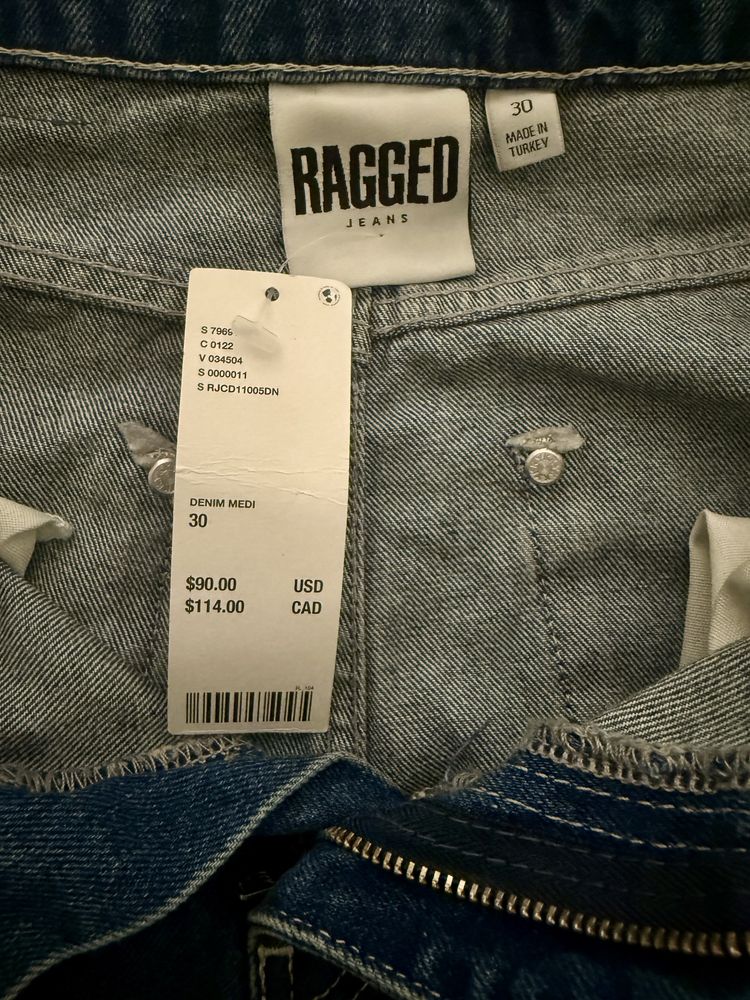 RAGGED
JEANS
30
MADE IN
TURKEY
C 0122
V 034504
S 0000011
S RJCD11005DN
DENIM MEDI
30
$90.00 USD
$114.00 CAD